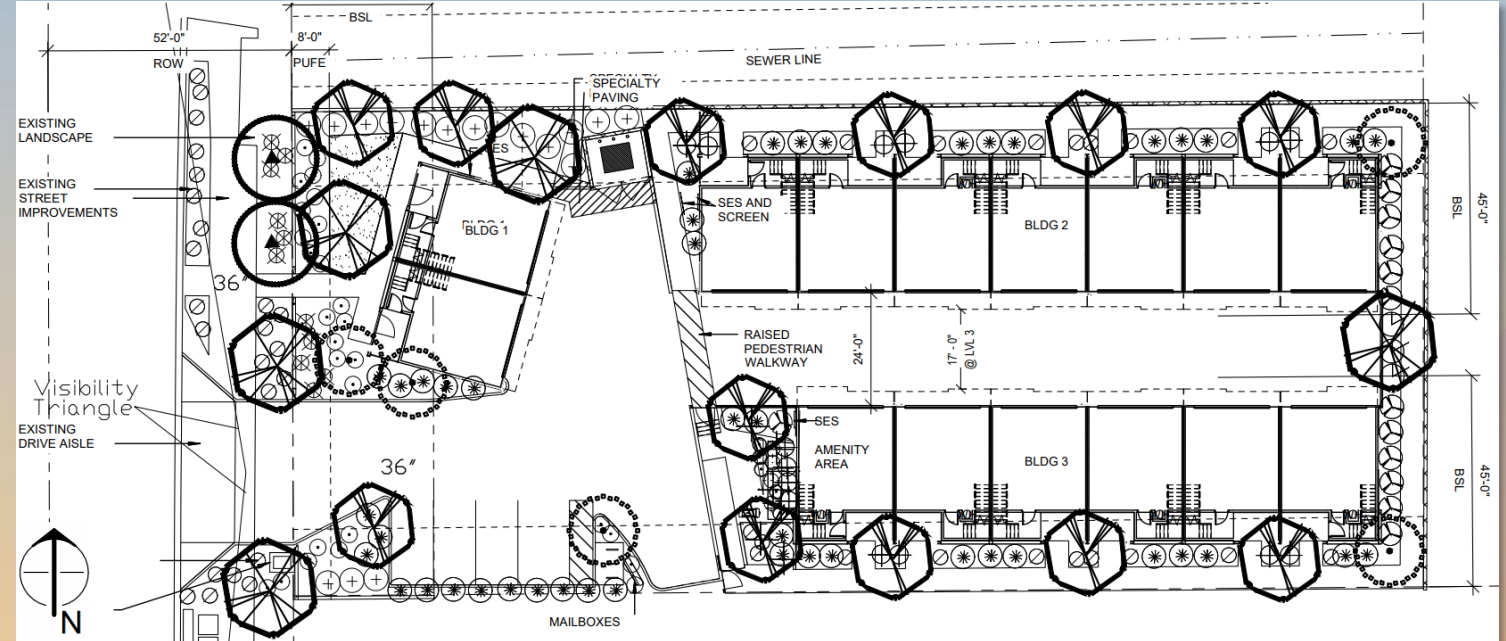 BSL
52'-0"
8'-0"
ROW
PUFE
SEWER LINE
SPECIALTY
PAVING
EXISTING
LANDSCAPE
EXISTING
STREET
IMPROVEMENTS
SES AND
SCREEN
BLDG 1
BLDG 2
45'-0"
BSL
36"
RAISED
PEDESTRIAN
WALKWAY
24'-0"
17'- 0"
@ LVL 3
Visibility
Triangle
EXISTING
DRIVE AISLE
SES
AMENITY
AREA
BLDG 3
36"
BSL
45'-0"
N
MAILBOXES